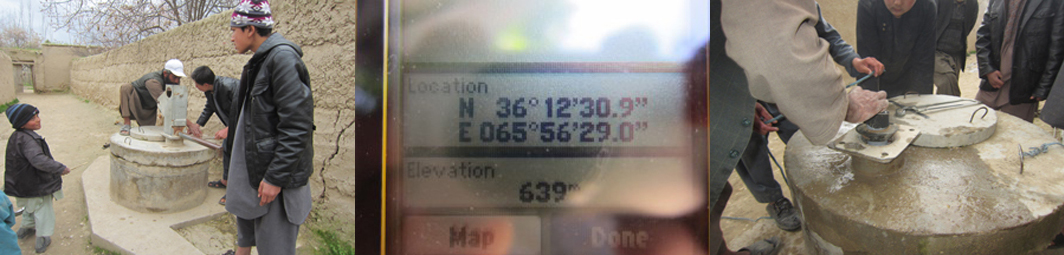 Location
N 36°12'30.9"
E 065°56'29.0"
Elevation
639m
Map
Done